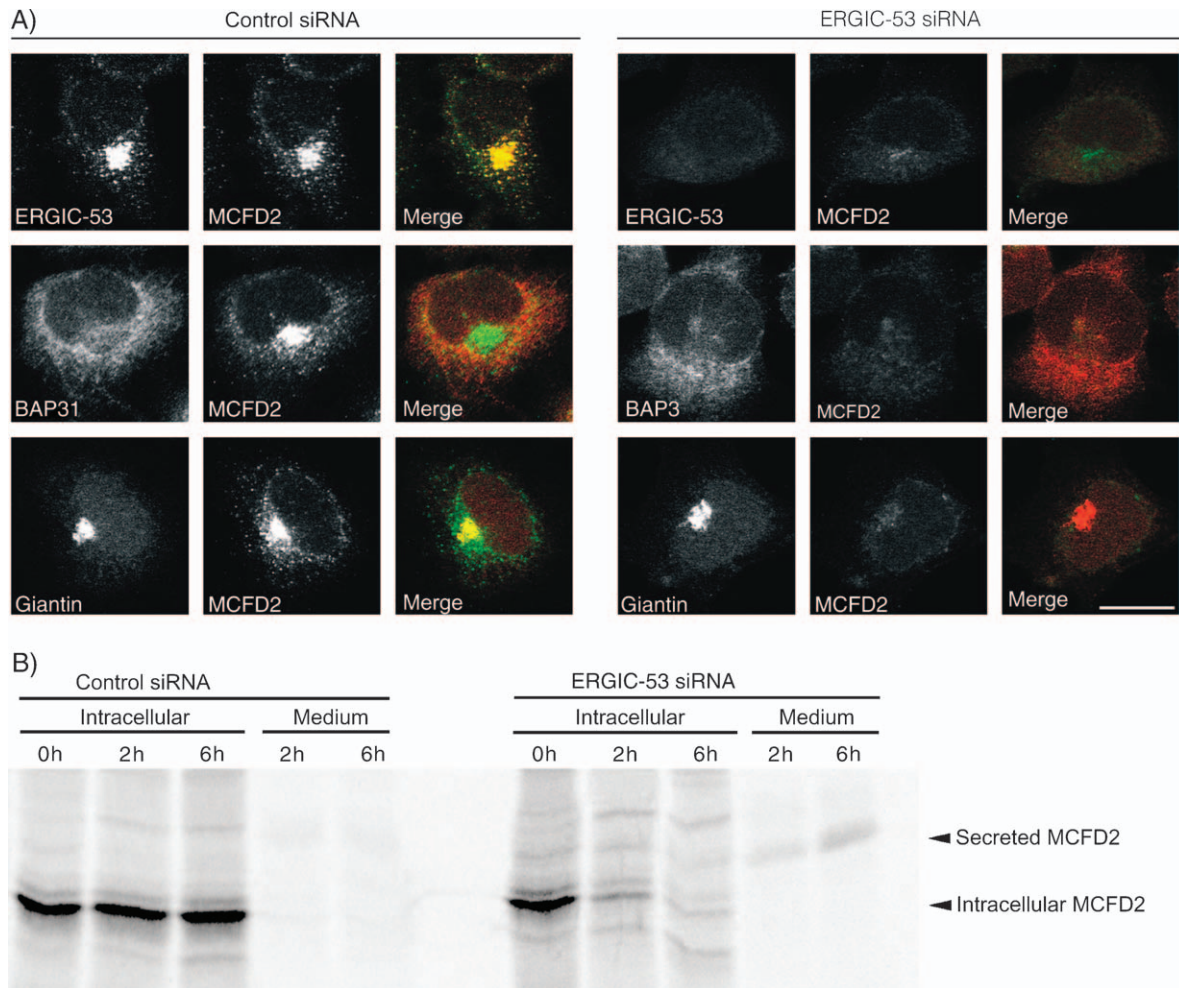 A)
Control siRNA
ERGIC-53 siRNA
ERGIC-53 MCFD2 Merge ERGIC-53 MCFD2 Merge
BAP31 MCFD2 Merge BAP3 MCFD2 Merge
Giantin MCFD2 Merge Giantin MCFD2 Merge
B)
Control siRNA ERGIC-53 siRNA
Intracellular Medium Intracellular Medium
0h 2h 6h 2h 6h 0h 2h 6h 2h 6h
Secreted MCFD2
Intracellular MCFD2